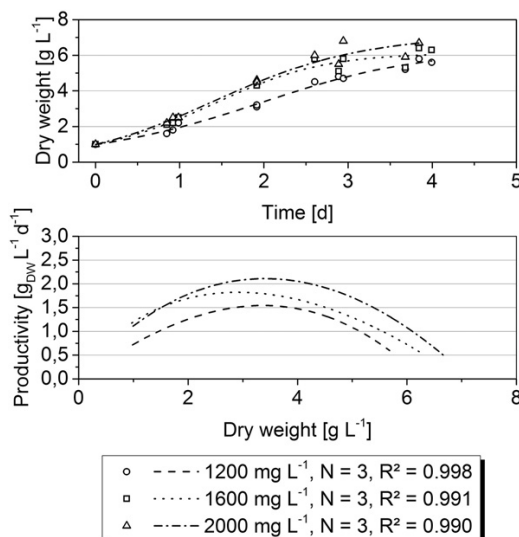 Dry weight [g L⁻¹]
8
6
4
2
0
0 1 2 3 4 5
Time [d]
Productivity [g_DW L⁻¹ d⁻¹]
3,0
2,5
2,0
1,5
1,0
0,5
0,0
0 2 4 6 8
Dry weight [g L⁻¹]
1200 mg L⁻¹, N = 3, R² = 0.998
1600 mg L⁻¹, N = 3, R² = 0.991
2000 mg L⁻¹, N = 3, R² = 0.990